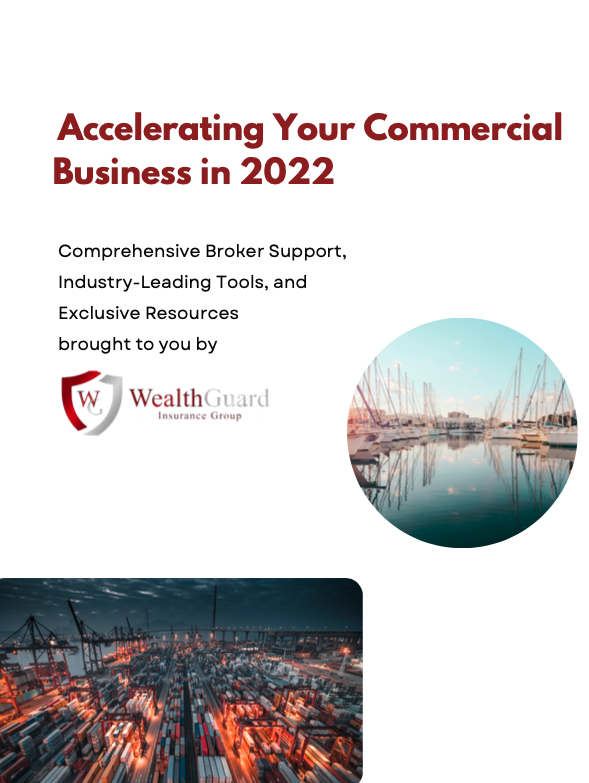 Accelerating Your Commercial
Business in 2022
Comprehensive Broker Support,
Industry-Leading Tools, and
Exclusive Resources
brought to you by
WG
WealthGuard
Insurance Group